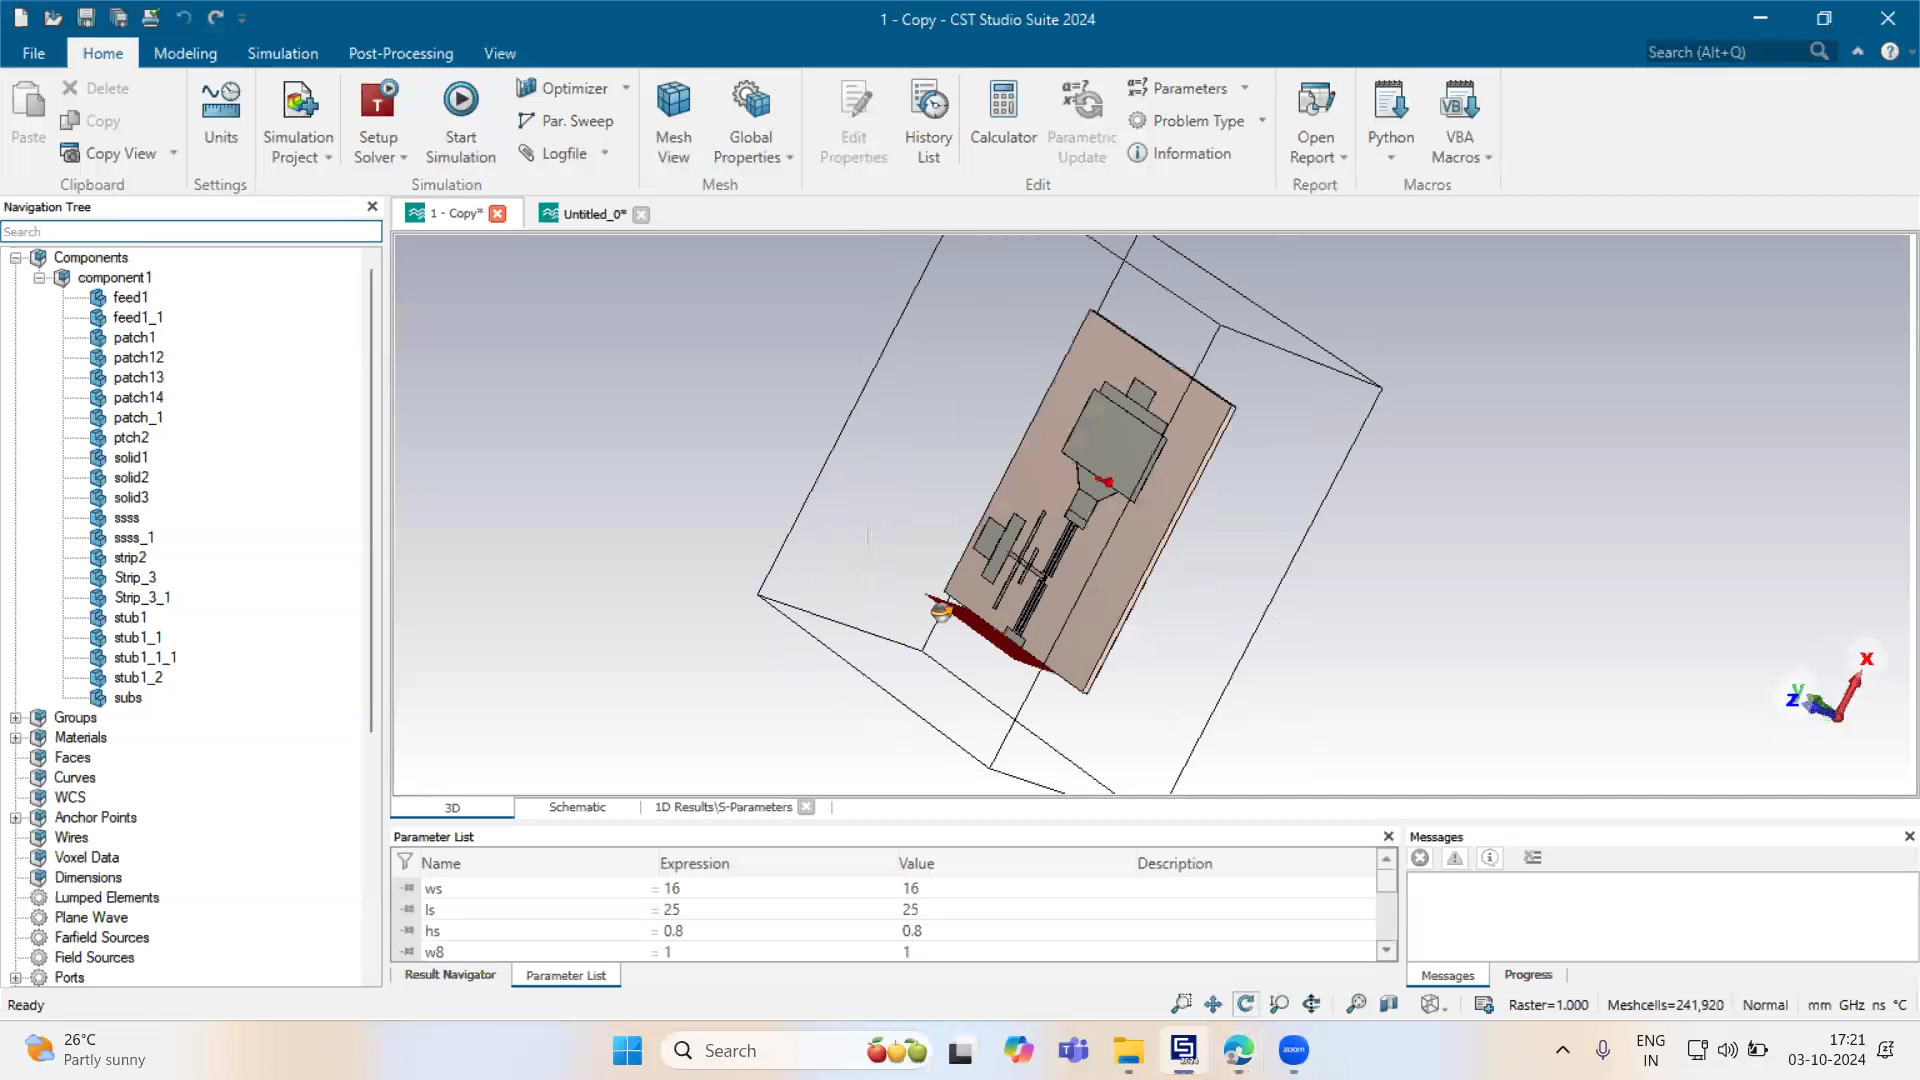 1 - Copy - CST Studio Suite 2024
File
Home
Modeling
Simulation
Post-Processing
View
Search (Alt+Q)
Paste
Delete
Copy
Copy View
Clipboard
Units
Settings
Simulation
Project
Setup
Solver
Start
Simulation
Optimizer
Par. Sweep
Logfile
Simulation
Mesh
View
Global
Properties
Mesh
Edit
Properties
History
List
Calculator
Parametric
Update
Parameters
Problem Type
Information
Edit
Open
Report
Report
Python
VBA
Macros
Macros
Navigation Tree
Search
Components
component1
feed1
feed1_1
patch1
patch12
patch13
patch14
patch_1
ptch2
solid1
solid2
solid3
ssss
ssss_1
strip2
Strip_3
Strip_3_1
stub1
stub1_1
stub1_1_1
stub1_2
subs
Groups
Materials
Faces
Curves
WCS
Anchor Points
Wires
Voxel Data
Dimensions
Lumped Elements
Plane Wave
Farfield Sources
Field Sources
Ports
1 - Copy*
Untitled_0*
x
y
z
3D
Schematic
1D Results\S-Parameters
Parameter List
Name Expression Value Description
ws = 16 16
ls = 25 25
hs = 0.8 0.8
w8 = 1 1
Result Navigator
Parameter List
Messages
Messages
Progress
Ready
Raster=1.000
Meshcells=241,920
Normal
mm GHz ns °C
26°C
Partly sunny
Search
zoom
ENG
IN
17:21
03-10-2024